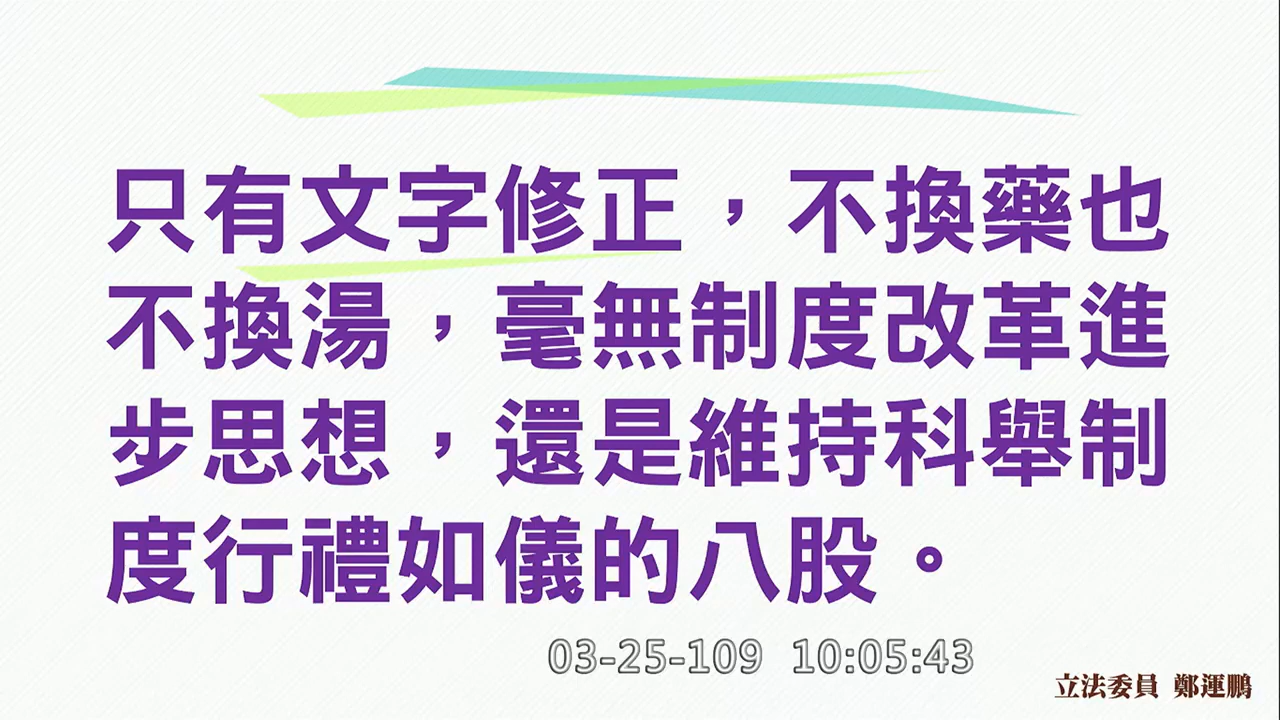 只有文字修正，不換藥也
不換湯，毫無制度改革進
步思想，還是維持科舉制
度行禮如儀的八股。
03-25-109 10:05:43
立法委員 鄭運鵬